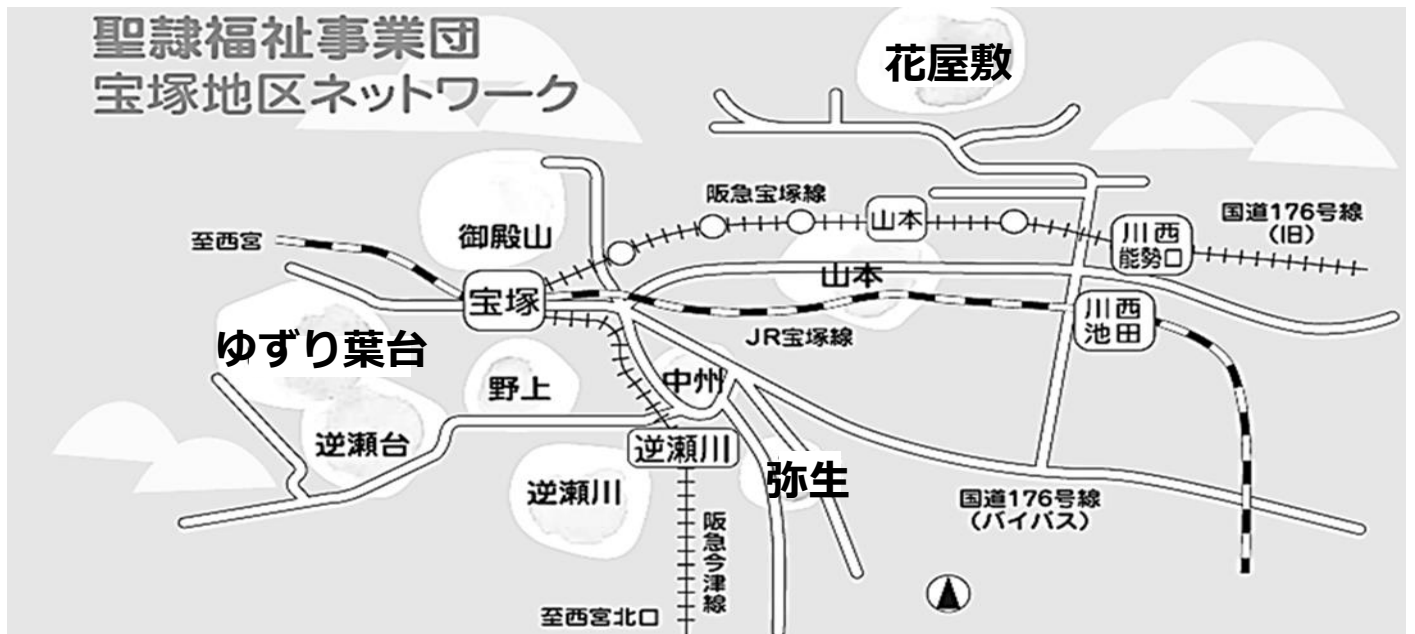 聖隷福祉事業団
宝塚地区ネットワーク
花屋敷
阪急宝塚線
山本
国道176号線
(旧)
川西
能勢口
御殿山
至西宮
宝塚
山本
川西
池田
JR宝塚線
ゆずり葉台
野上
中州
逆瀬台
逆瀬川
逆瀬川
弥生
国道176号線
(バイパス)
阪急今津線
至西宮北口